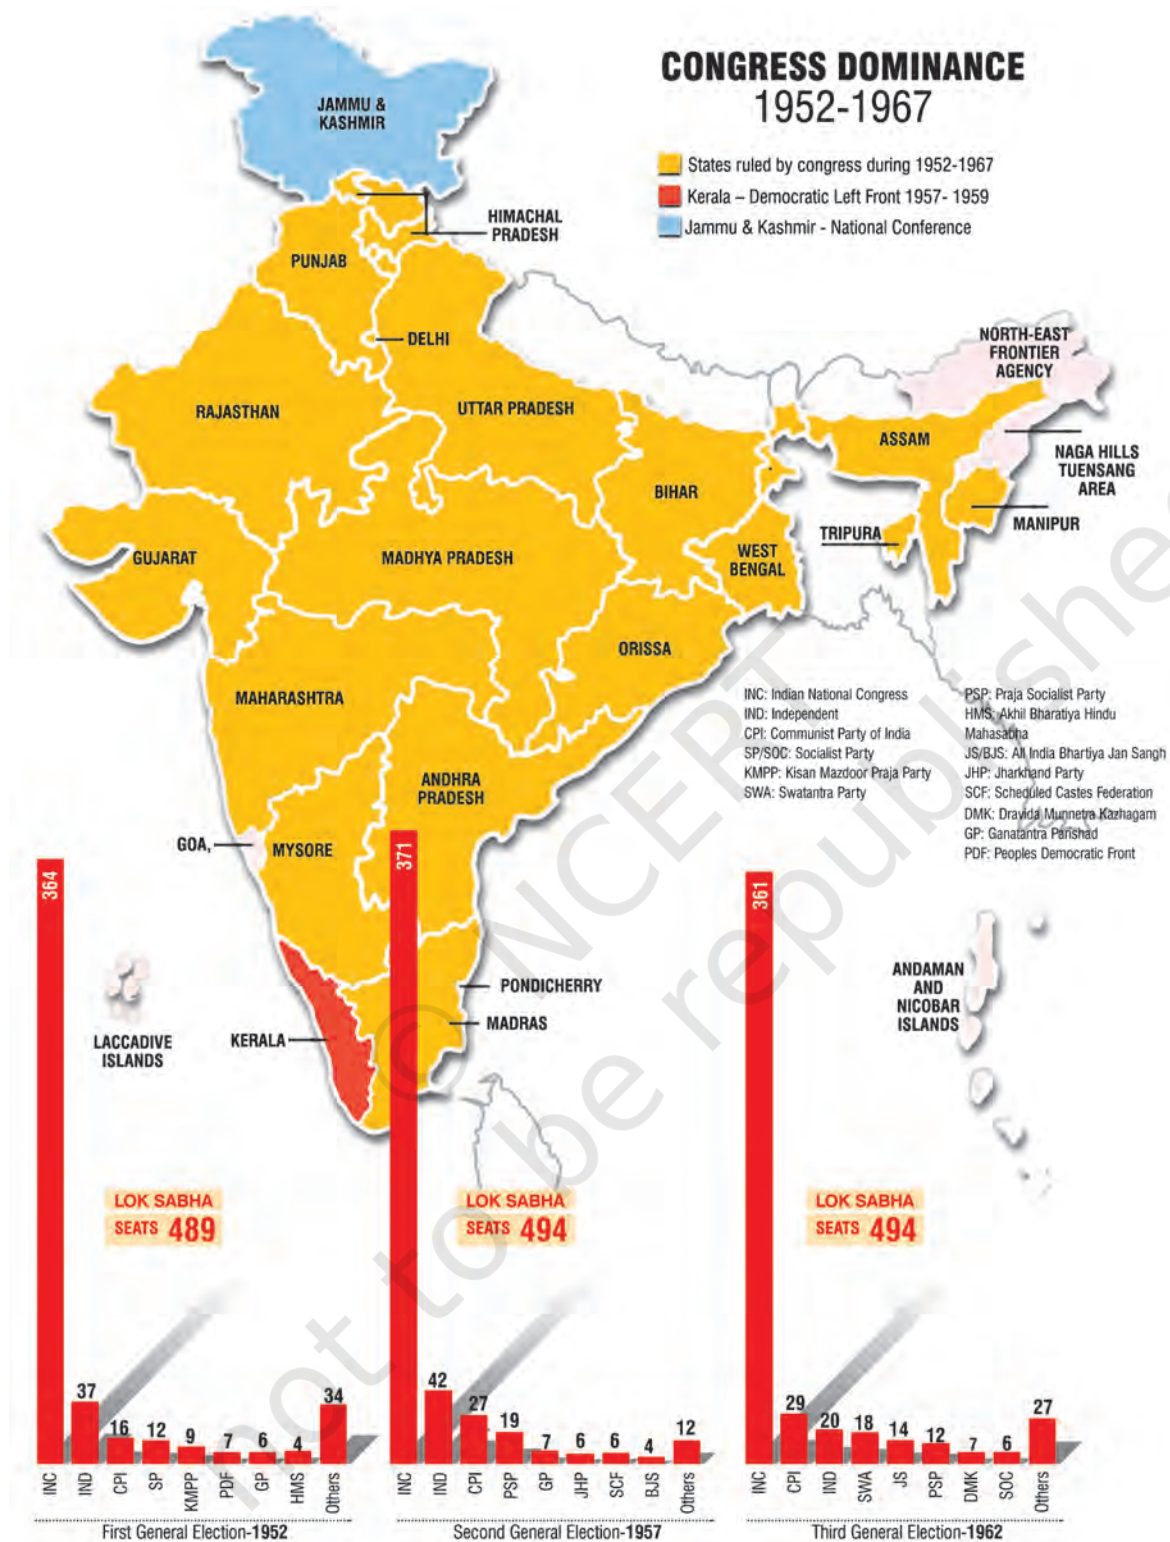 CONGRESS DOMINANCE
1952-1967
States ruled by congress during 1952-1967
Kerala – Democratic Left Front 1957- 1959
Jammu & Kashmir - National Conference
JAMMU &
KASHMIR
HIMACHAL
PRADESH
PUNJAB
DELHI
RAJASTHAN
UTTAR PRADESH
NORTH-EAST
FRONTIER
AGENCY
ASSAM
NAGA HILLS
TUENSANG
AREA
BIHAR
MANIPUR
TRIPURA
GUJARAT
MADHYA PRADESH
WEST
BENGAL
ORISSA
MAHARASHTRA
ANDHRA
PRADESH
GOA,
MYSORE
PONDICHERRY
MADRAS
KERALA
LACCADIVE
ISLANDS
ANDAMAN
AND
NICOBAR
ISLANDS
INC: Indian National Congress
IND: Independent
CPI: Communist Party of India
SP/SOC: Socialist Party
KMPP: Kisan Mazdoor Praja Party
SWA: Swatantra Party
PSP: Praja Socialist Party
HMS: Akhil Bharatiya Hindu
Mahasabha
JS/BJS: All India Bhartiya Jan Sangh
JHP: Jharkhand Party
SCF: Scheduled Castes Federation
DMK: Dravida Munnetra Kazhagam
GP: Ganatantra Parishad
PDF: Peoples Democratic Front
LOK SABHA
SEATS 489
364 37 16 12 9 7 6 4 34
INC IND CPI SP KMPP PDF GP HMS Others
First General Election-1952
LOK SABHA
SEATS 494
371 42 27 19 7 6 6 4 12
INC IND CPI PSP GP JHP SCF BJS Others
Second General Election-1957
LOK SABHA
SEATS 494
361 29 20 18 14 12 7 6 27
INC CPI IND SWA JS PSP DMK SOC Others
Third General Election-1962
© NCERT
not to be republishe